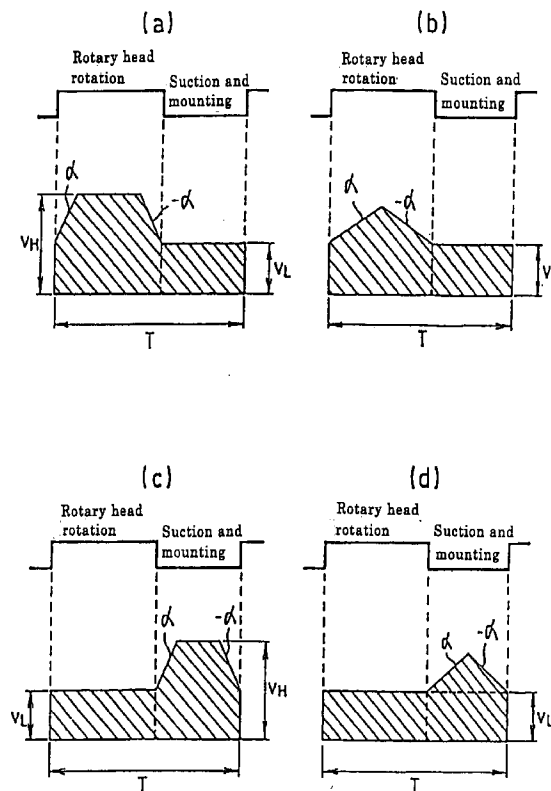 (a)
Rotary head
rotation
Suction and
mounting
α
-α
VH
VL
T
(b)
Rotary head
rotation
Suction and
mounting
α
-α
V
T
(c)
Rotary head
rotation
Suction and
mounting
α
-α
VL
VH
T
(d)
Rotary head
rotation
Suction and
mounting
α
-α
VL
T